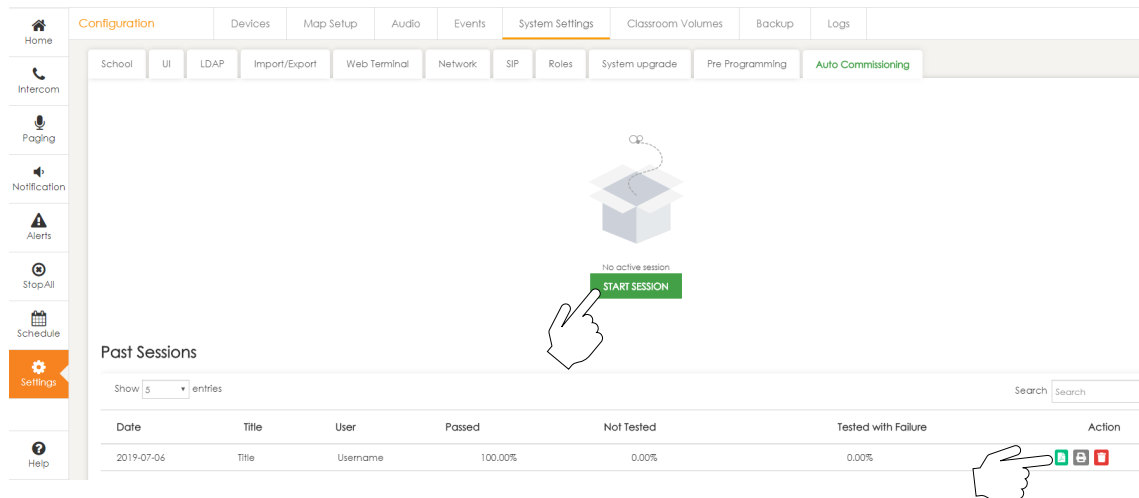 Configuration
Devices
Map Setup
Audio
Events
System Settings
Classroom Volumes
Backup
Logs
School
UI
LDAP
Import/Export
Web Terminal
Network
SIP
Roles
System upgrade
Pre Programming
Auto Commissioning
Home
Intercom
Paging
Notification
Alerts
StopAll
Schedule
Settings
Help
No active session
START SESSION
Past Sessions
Show 5 entries
Search Search
Date Title User Passed Not Tested Tested with Failure Action
2019-07-06 Title Username 100.00% 0.00% 0.00%